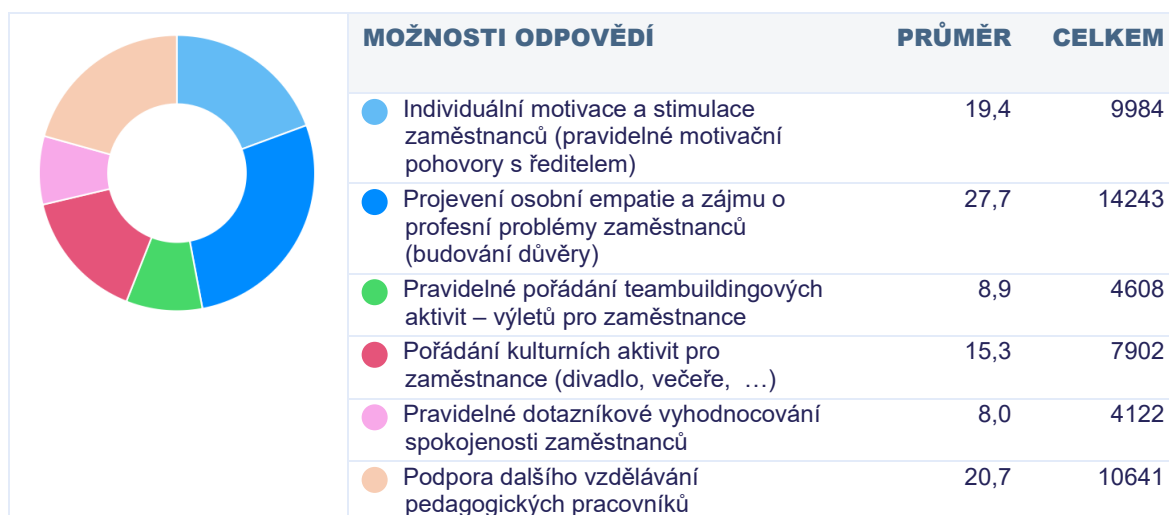 MOŽNOSTI ODPOVĚDÍ PRŮMĚR CELKEM
Individuální motivace a stimulace 19,4 9984
zaměstnanců (pravidelné motivační
pohovory s ředitelem)
Projevení osobní empatie a zájmu o 27,7 14243
profesní problémy zaměstnanců
(budování důvěry)
Pravidelné pořádání teambuildingových 8,9 4608
aktivit – výletů pro zaměstnance
Pořádání kulturních aktivit pro 15,3 7902
zaměstnance (divadlo, večeře, …)
Pravidelné dotazníkové vyhodnocování 8,0 4122
spokojenosti zaměstnanců
Podpora dalšího vzdělávání 20,7 10641
pedagogických pracovníků